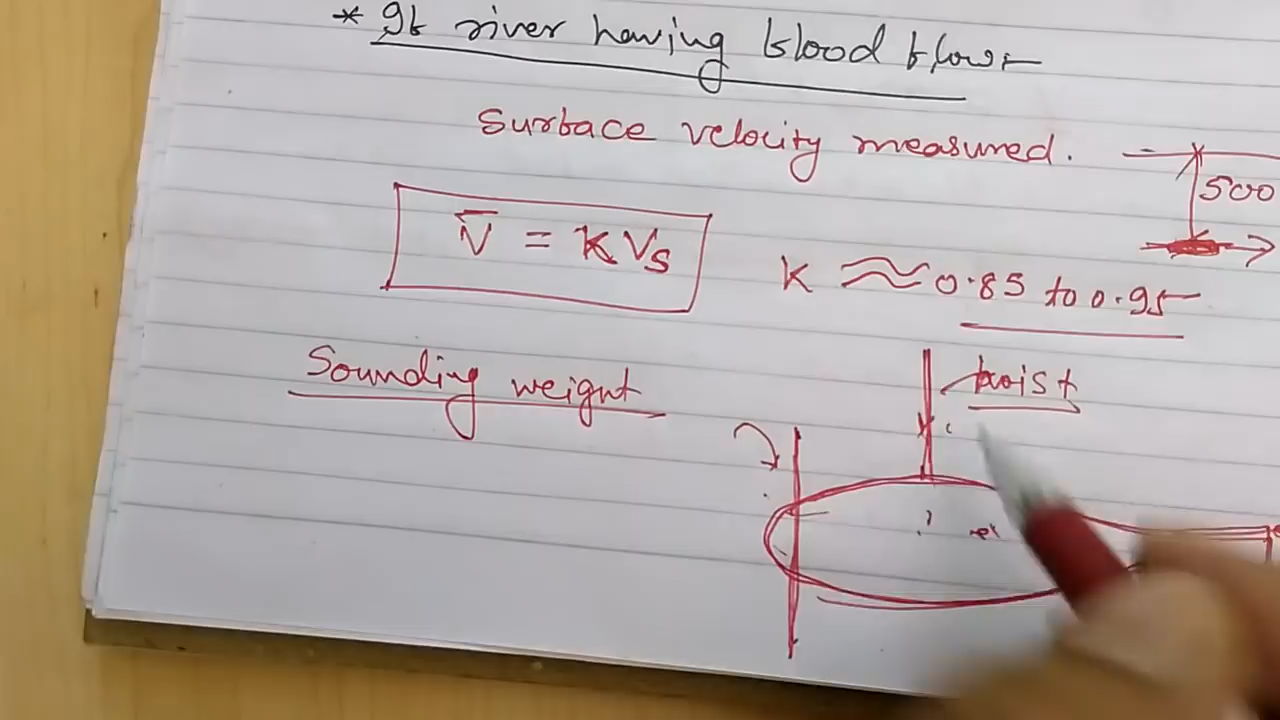 * If river having flood flow:-
Surface velocity measured.
500
V̄ = K Vs
K ≈ 0.85 to 0.95
Sounding weight
hoist